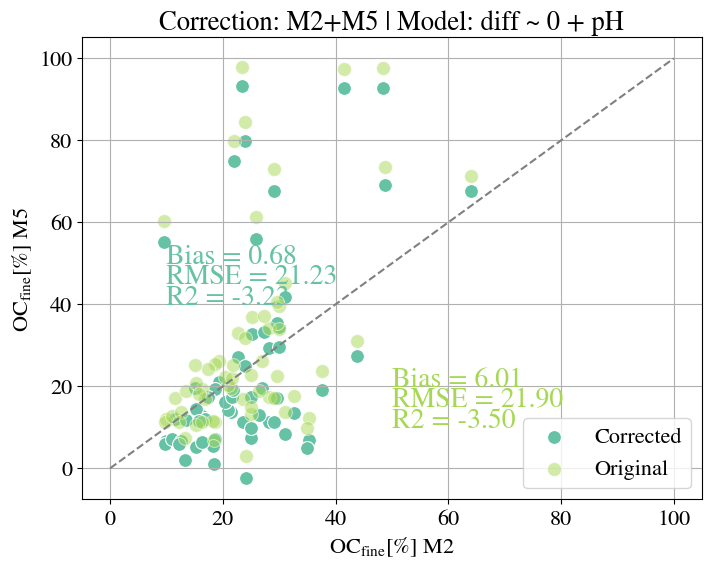 Correction: M2+M5 | Model: diff ~ 0 + pH
100
80
60
40
20
0
OCfine[%] M5
Bias = 0.68
RMSE = 21.23
R2 = -3.23
Bias = 6.01
RMSE = 21.90
R2 = -3.50
Corrected
Original
0
20
40
60
80
100
OCfine[%] M2